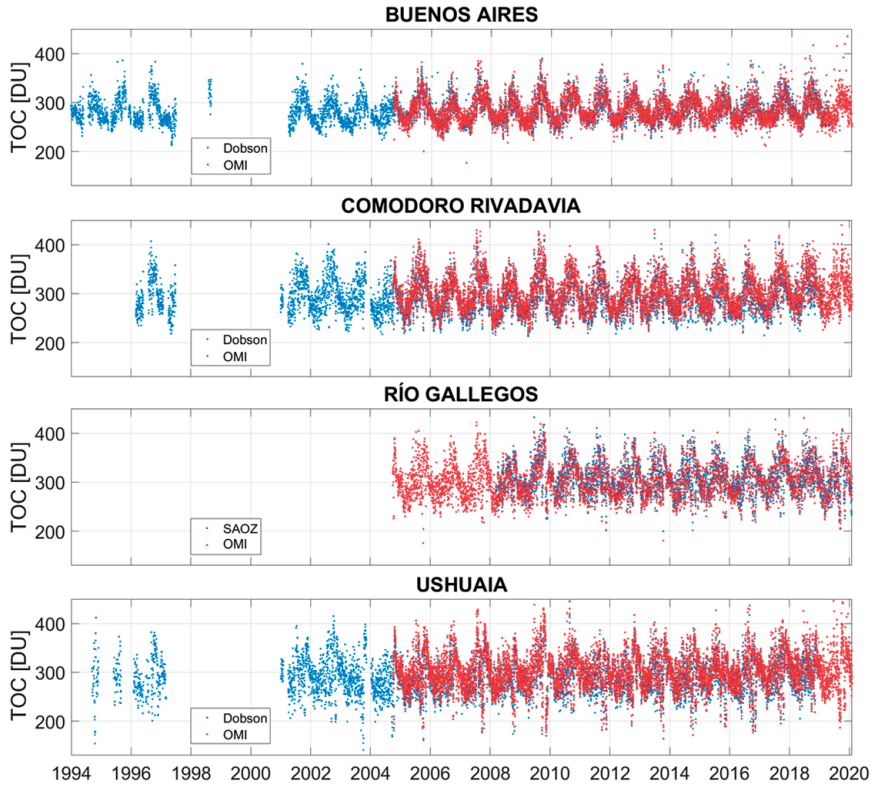 BUENOS AIRES
TOC [DU]
400
300
200
Dobson
OMI
COMODORO RIVADAVIA
TOC [DU]
400
300
200
Dobson
OMI
RÍO GALLEGOS
TOC [DU]
400
300
200
SAOZ
OMI
USHUAIA
TOC [DU]
400
300
200
Dobson
OMI
1994 1996 1998 2000 2002 2004 2006 2008 2010 2012 2014 2016 2018 2020